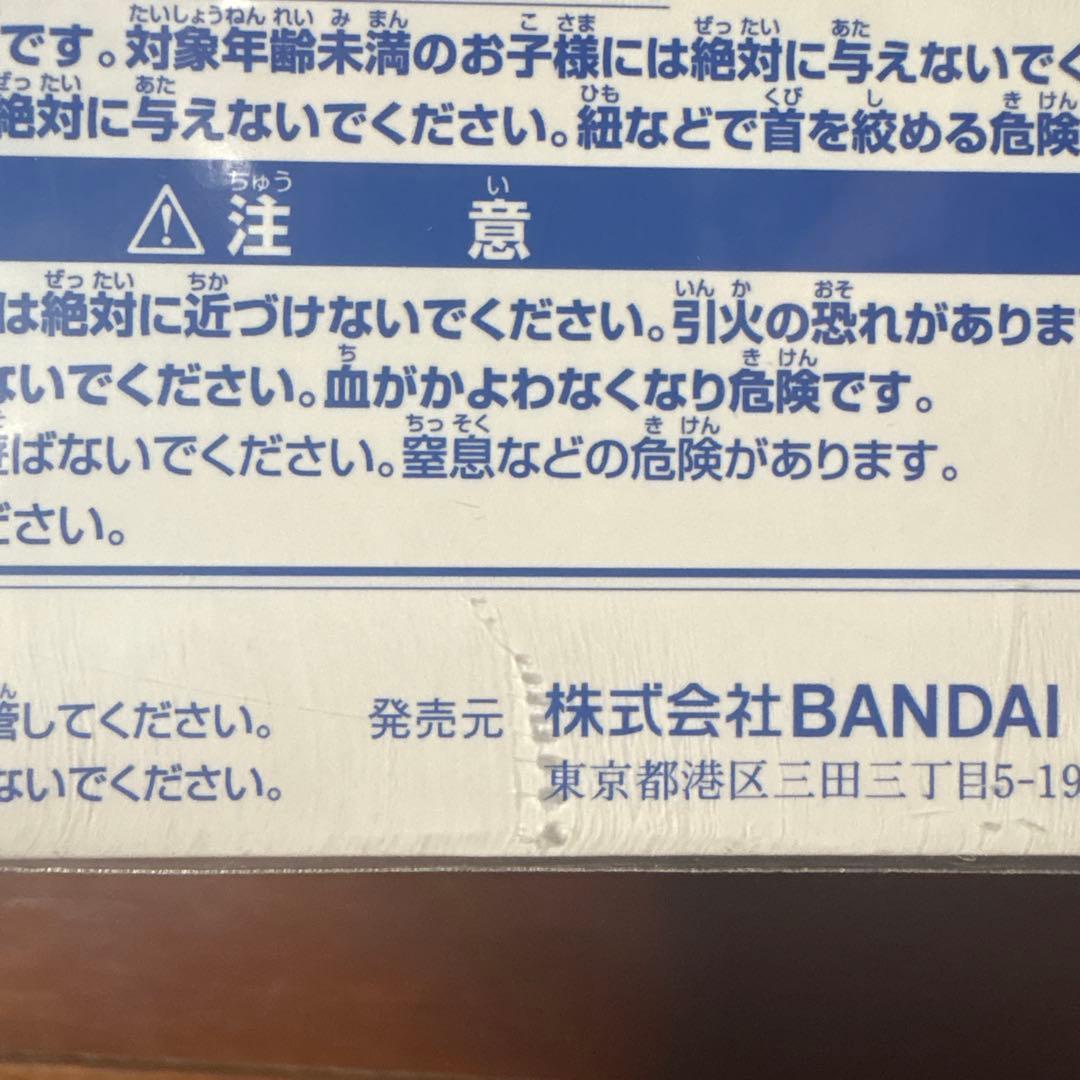 です。対象年齢未満のお子様には絶対に与えないでく
絶対に与えないでください。紐などで首を絞める危険
注 意
は絶対に近づけないでください。引火の恐れがありま
ないでください。血がかよわなくなり危険です。
遊ばないでください。窒息などの危険があります。
ださい。
管してください。 発売元 株式会社BANDAI
ないでください。 東京都港区三田三丁目5-19